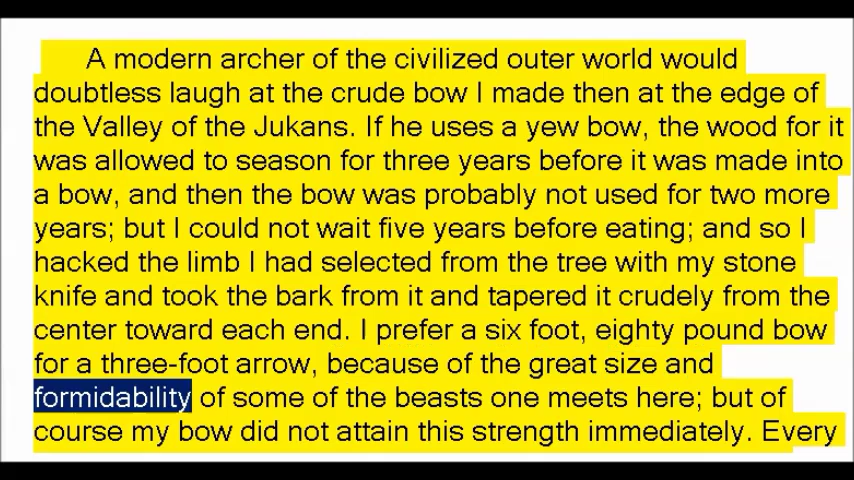 A modern archer of the civilized outer world would
doubtless laugh at the crude bow I made then at the edge of
the Valley of the Jukans. If he uses a yew bow, the wood for it
was allowed to season for three years before it was made into
a bow, and then the bow was probably not used for two more
years; but I could not wait five years before eating; and so I
hacked the limb I had selected from the tree with my stone
knife and took the bark from it and tapered it crudely from the
center toward each end. I prefer a six foot, eighty pound bow
for a three-foot arrow, because of the great size and
formidability of some of the beasts one meets here; but of
course my bow did not attain this strength immediately. Every